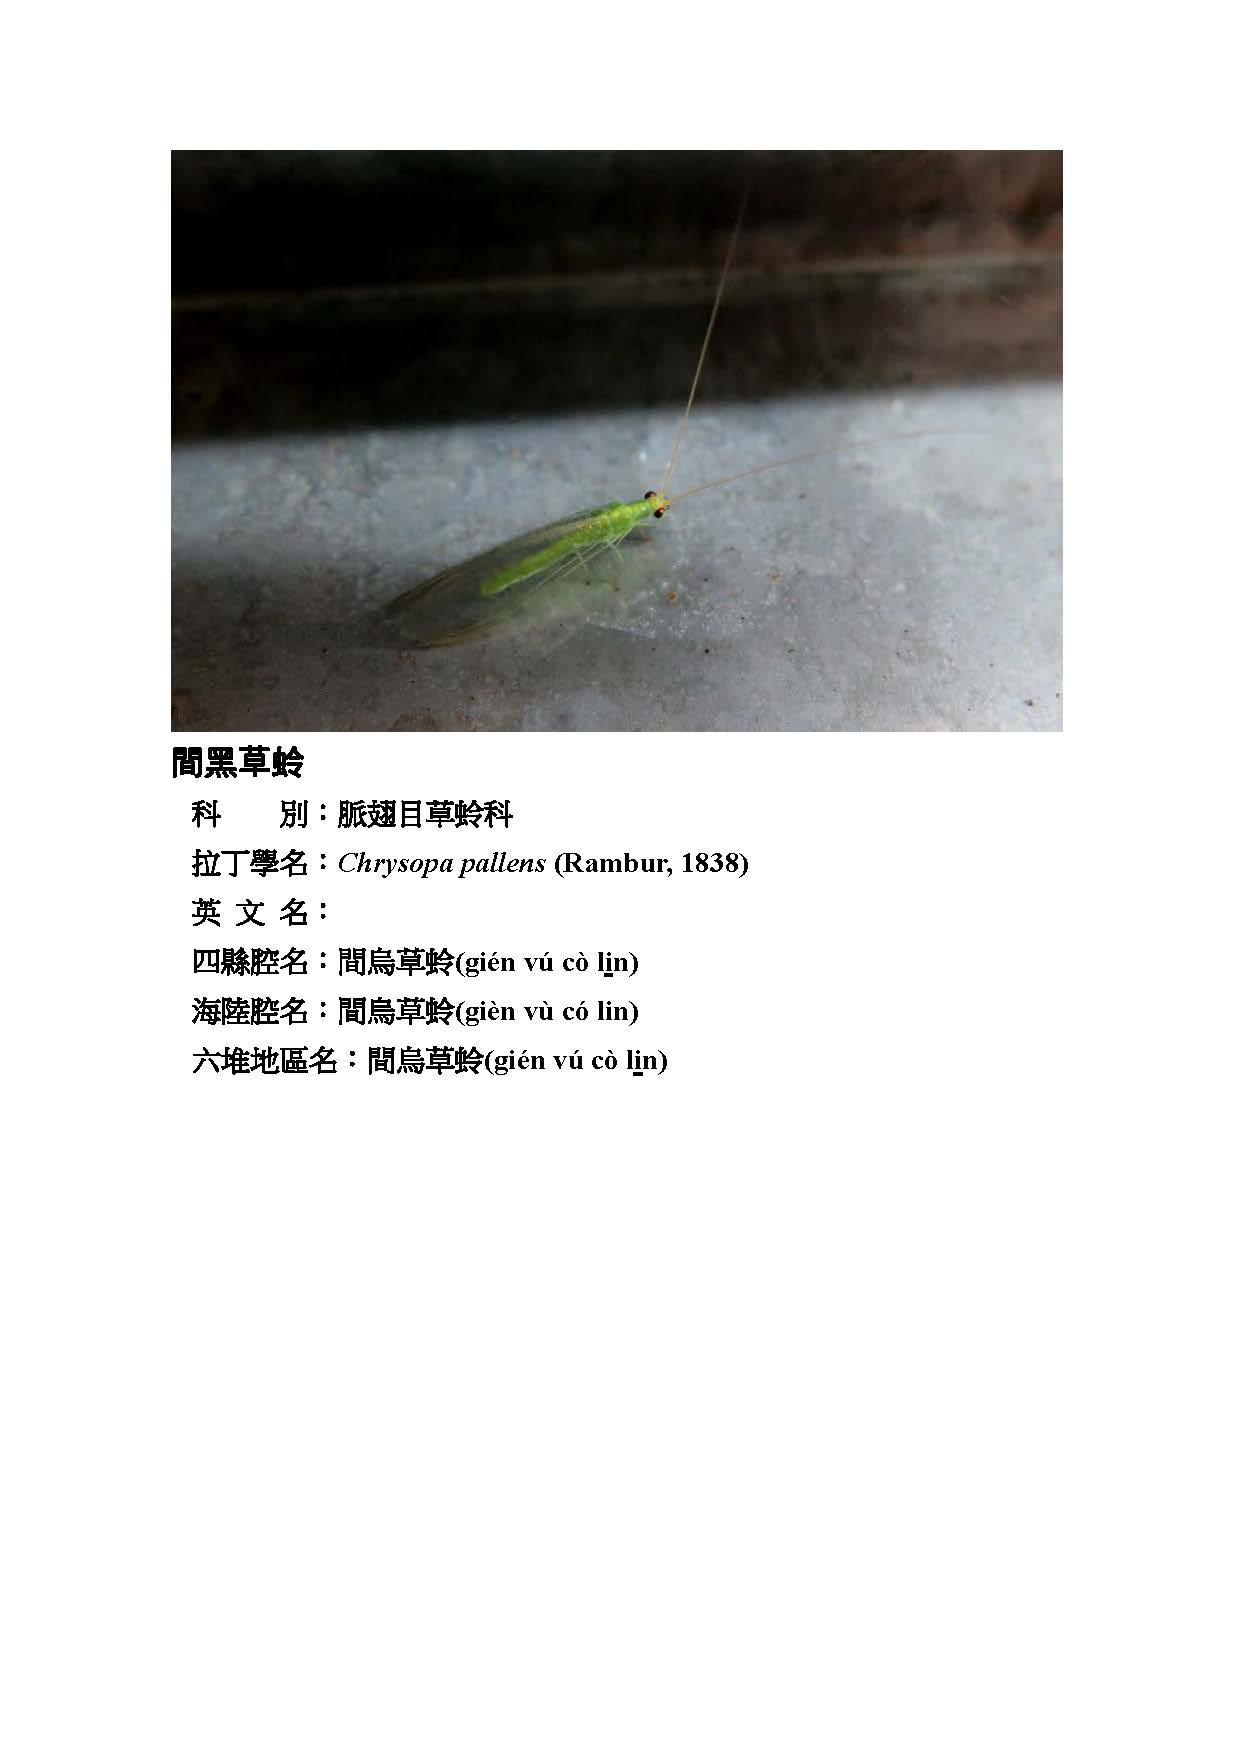 間黑草蛉
科　　別：脈翅目草蛉科
拉丁學名：Chrysopa pallens (Rambur, 1838)
英 文 名：
四縣腔名：間烏草蛉(gién vú cò li̱n)
海陸腔名：間烏草蛉(gièn vù có lin)
六堆地區名：間烏草蛉(gién vú cò li̱n)